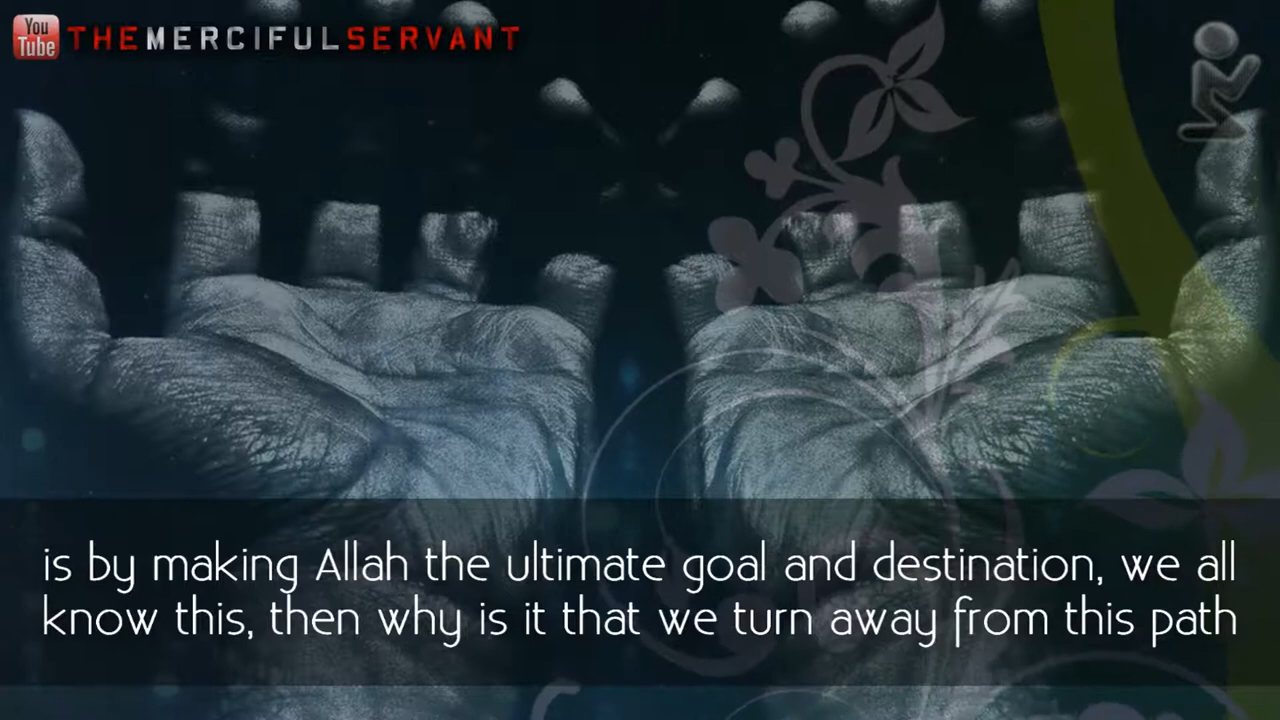 You
Tube
THEMERCIFULSERVANT
is by making Allah the ultimate goal and destination, we all
know this, then why is it that we turn away from this path